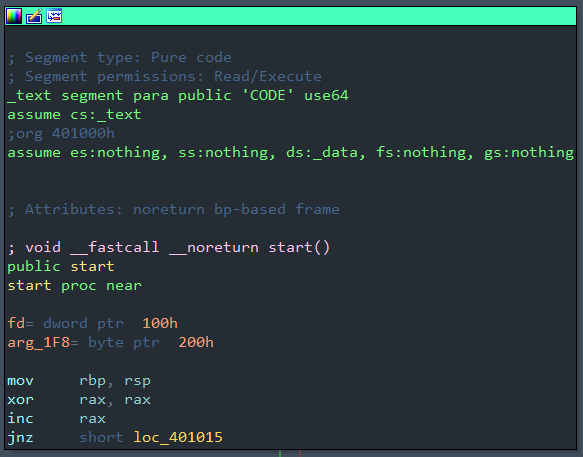 ; Segment type: Pure code
; Segment permissions: Read/Execute
_text segment para public 'CODE' use64
assume cs:_text
;org 401000h
assume es:nothing, ss:nothing, ds:_data, fs:nothing, gs:nothing
; Attributes: noreturn bp-based frame
; void __fastcall __noreturn start()
public start
start proc near
fd= dword ptr  100h
arg_1F8= byte ptr  200h
mov     rbp, rsp
xor     rax, rax
inc     rax
jnz     short loc_401015